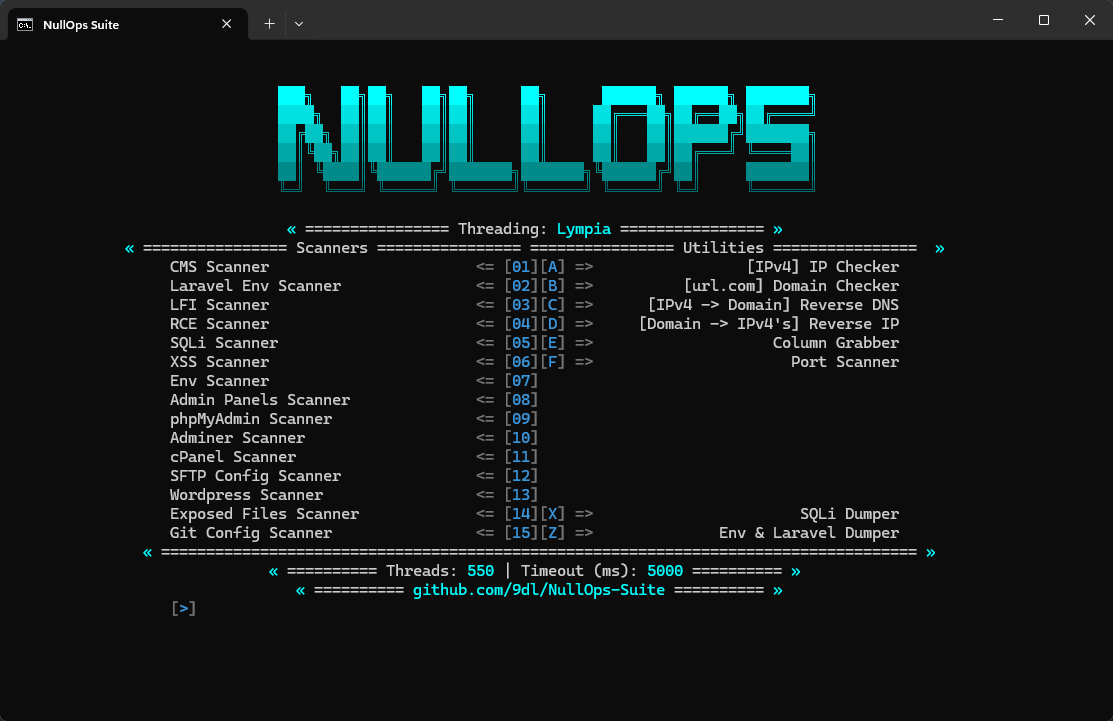 NullOps Suite
NULLOPS
« ================ Threading: Lympia ================ »
« ================ Scanners ================ ================ Utilities ================ »
CMS Scanner <= [01][A] => [IPv4] IP Checker
Laravel Env Scanner <= [02][B] => [url.com] Domain Checker
LFI Scanner <= [03][C] => [IPv4 -> Domain] Reverse DNS
RCE Scanner <= [04][D] => [Domain -> IPv4's] Reverse IP
SQLi Scanner <= [05][E] => Column Grabber
XSS Scanner <= [06][F] => Port Scanner
Env Scanner <= [07]
Admin Panels Scanner <= [08]
phpMyAdmin Scanner <= [09]
Adminer Scanner <= [10]
cPanel Scanner <= [11]
SFTP Config Scanner <= [12]
Wordpress Scanner <= [13]
Exposed Files Scanner <= [14][X] => SQLi Dumper
Git Config Scanner <= [15][Z] => Env & Laravel Dumper
« ==================================================================================== »
« ========== Threads: 550 | Timeout (ms): 5000 ========== »
« ========== github.com/9dl/NullOps-Suite ========== »
[>]